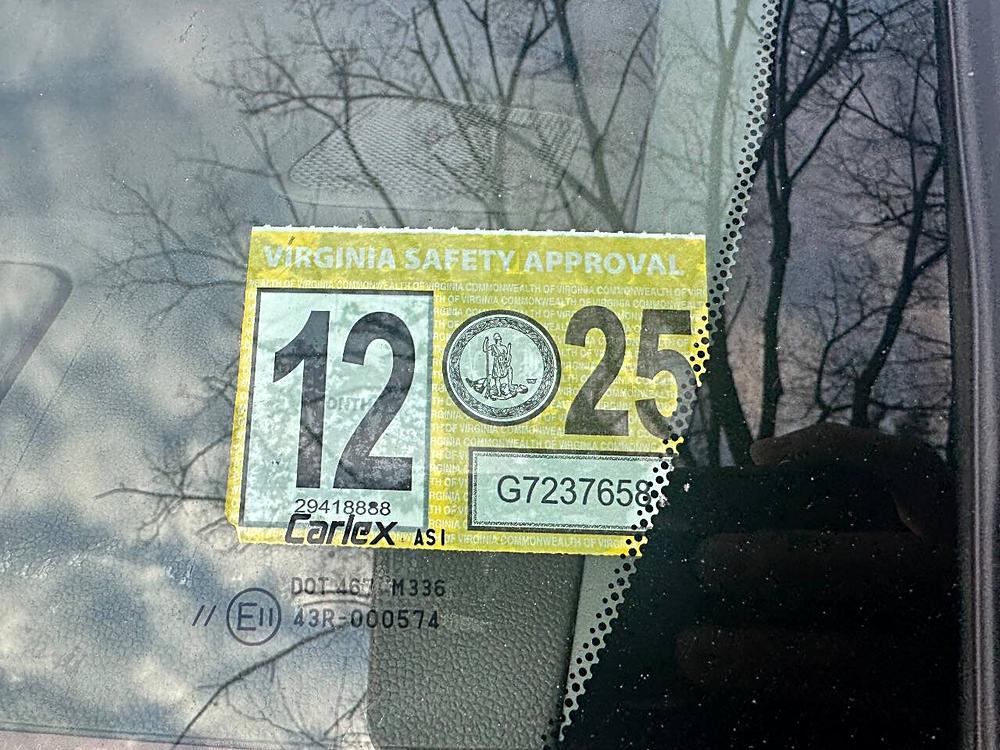 VIRGINIA SAFETY APPROVAL
12
25
G7237658
29418888
Carlex ASI
DOT 467 M336
// E11 43R-000574